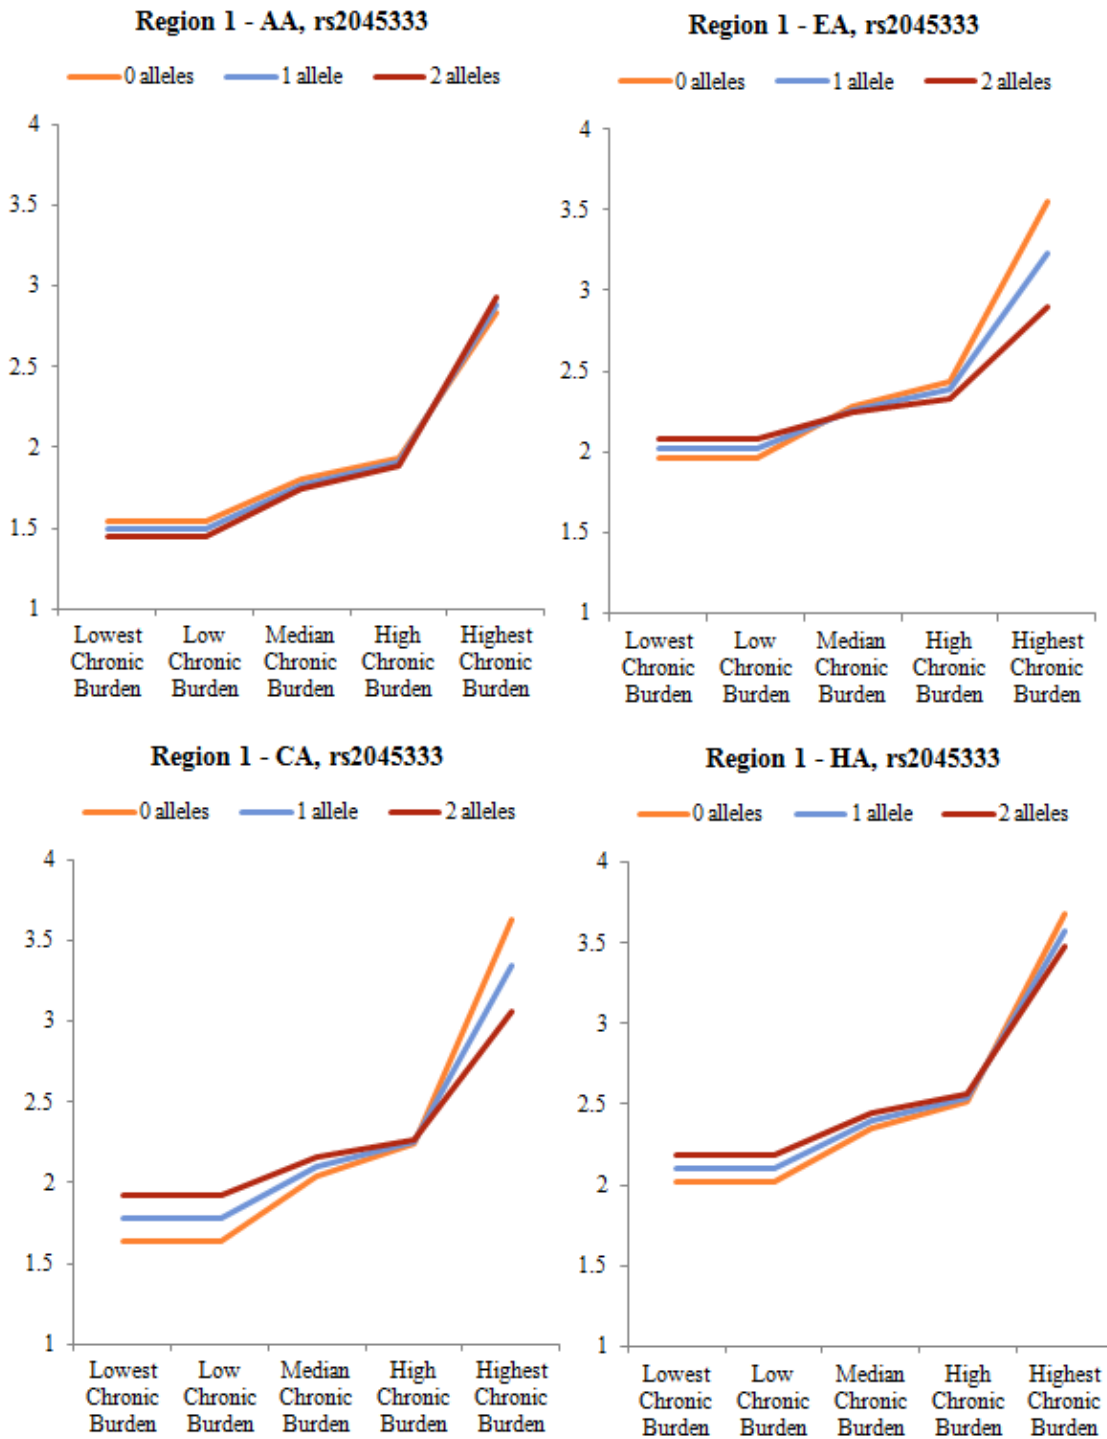 Region 1 - AA, rs2045333
0 alleles 1 allele 2 alleles
4
3.5
3
2.5
2
1.5
1
Lowest Low Median High Highest
Chronic Chronic Chronic Chronic Chronic
Burden Burden Burden Burden Burden
Region 1 - EA, rs2045333
0 alleles 1 allele 2 alleles
4
3.5
3
2.5
2
1.5
1
Lowest Low Median High Highest
Chronic Chronic Chronic Chronic Chronic
Burden Burden Burden Burden Burden
Region 1 - CA, rs2045333
0 alleles 1 allele 2 alleles
4
3.5
3
2.5
2
1.5
1
Lowest Low Median High Highest
Chronic Chronic Chronic Chronic Chronic
Burden Burden Burden Burden Burden
Region 1 - HA, rs2045333
0 alleles 1 allele 2 alleles
4
3.5
3
2.5
2
1.5
1
Lowest Low Median High Highest
Chronic Chronic Chronic Chronic Chronic
Burden Burden Burden Burden Burden